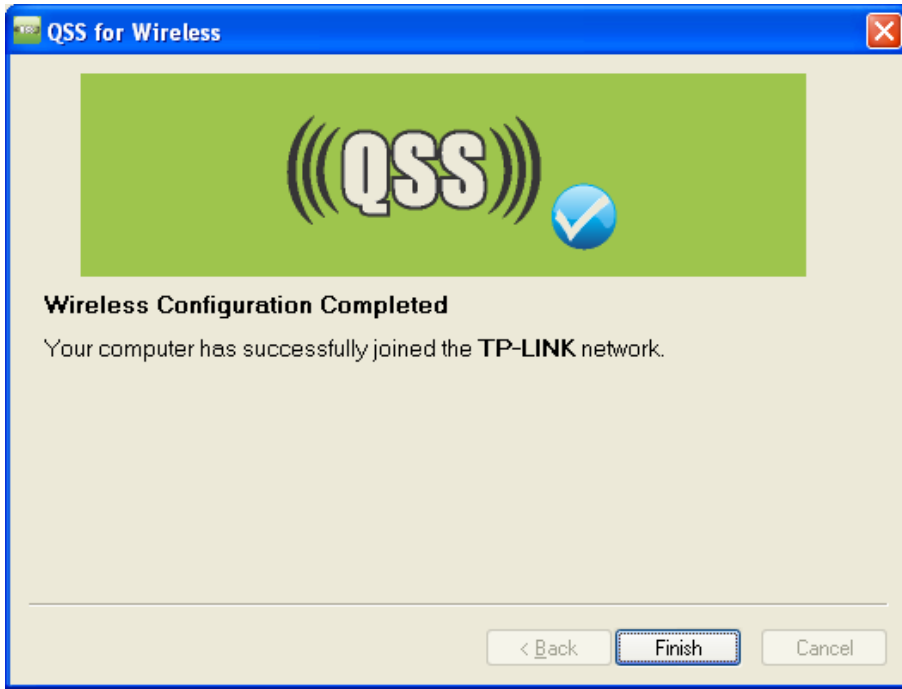 QSS for Wireless
(((QSS)))
Wireless Configuration Completed
Your computer has successfully joined the TP-LINK network.
< Back Finish Cancel